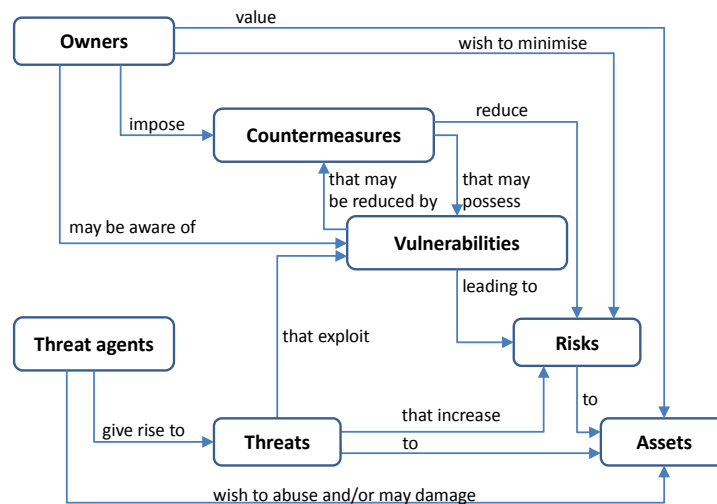 value
Owners
wish to minimise
impose
Countermeasures
reduce
that may
be reduced by
that may
possess
may be aware of
Vulnerabilities
leading to
Threat agents
that exploit
Risks
that increase
to
give rise to
Threats
to
Assets
wish to abuse and/or may damage